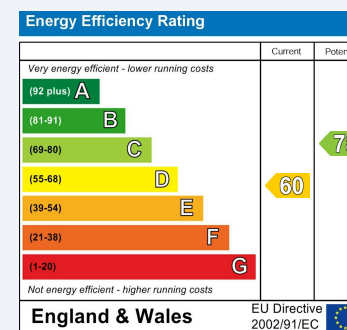 Energy Efficiency Rating
Current
Very energy efficient - lower running costs
(92 plus) A
(81-91) B
(69-80) C
(55-68) D
60
(39-54) E
(21-38) F
(1-20) G
Not energy efficient - higher running costs
England & Wales
EU Directive
2002/91/EC